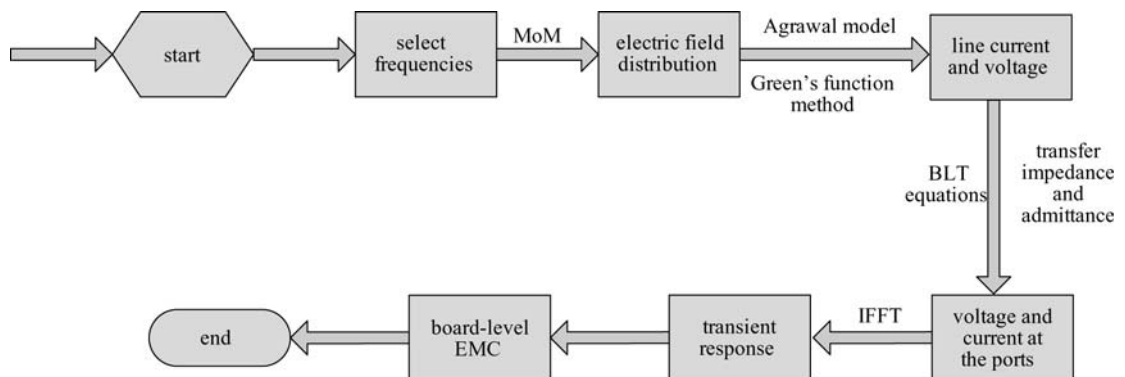 start
select
frequencies
MoM
electric field
distribution
Agrawal model
Green's function
method
line current
and voltage
BLT
equations
transfer
impedance
and
admittance
voltage and
current at
the ports
IFFT
transient
response
board-level
EMC
end